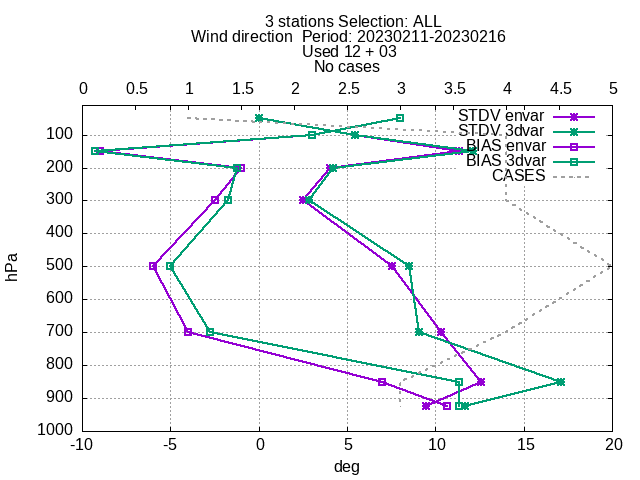 3 stations Selection: ALL
Wind direction  Period: 20230211-20230216
Used 12 + 03
No cases
0 0.5 1 1.5 2 2.5 3 3.5 4 4.5 5
STDV envar
STDV 3dvar
BIAS envar
BIAS 3dvar
CASES
100
200
300
400
500
600
700
800
900
1000
hPa
-10 -5 0 5 10 15 20
deg